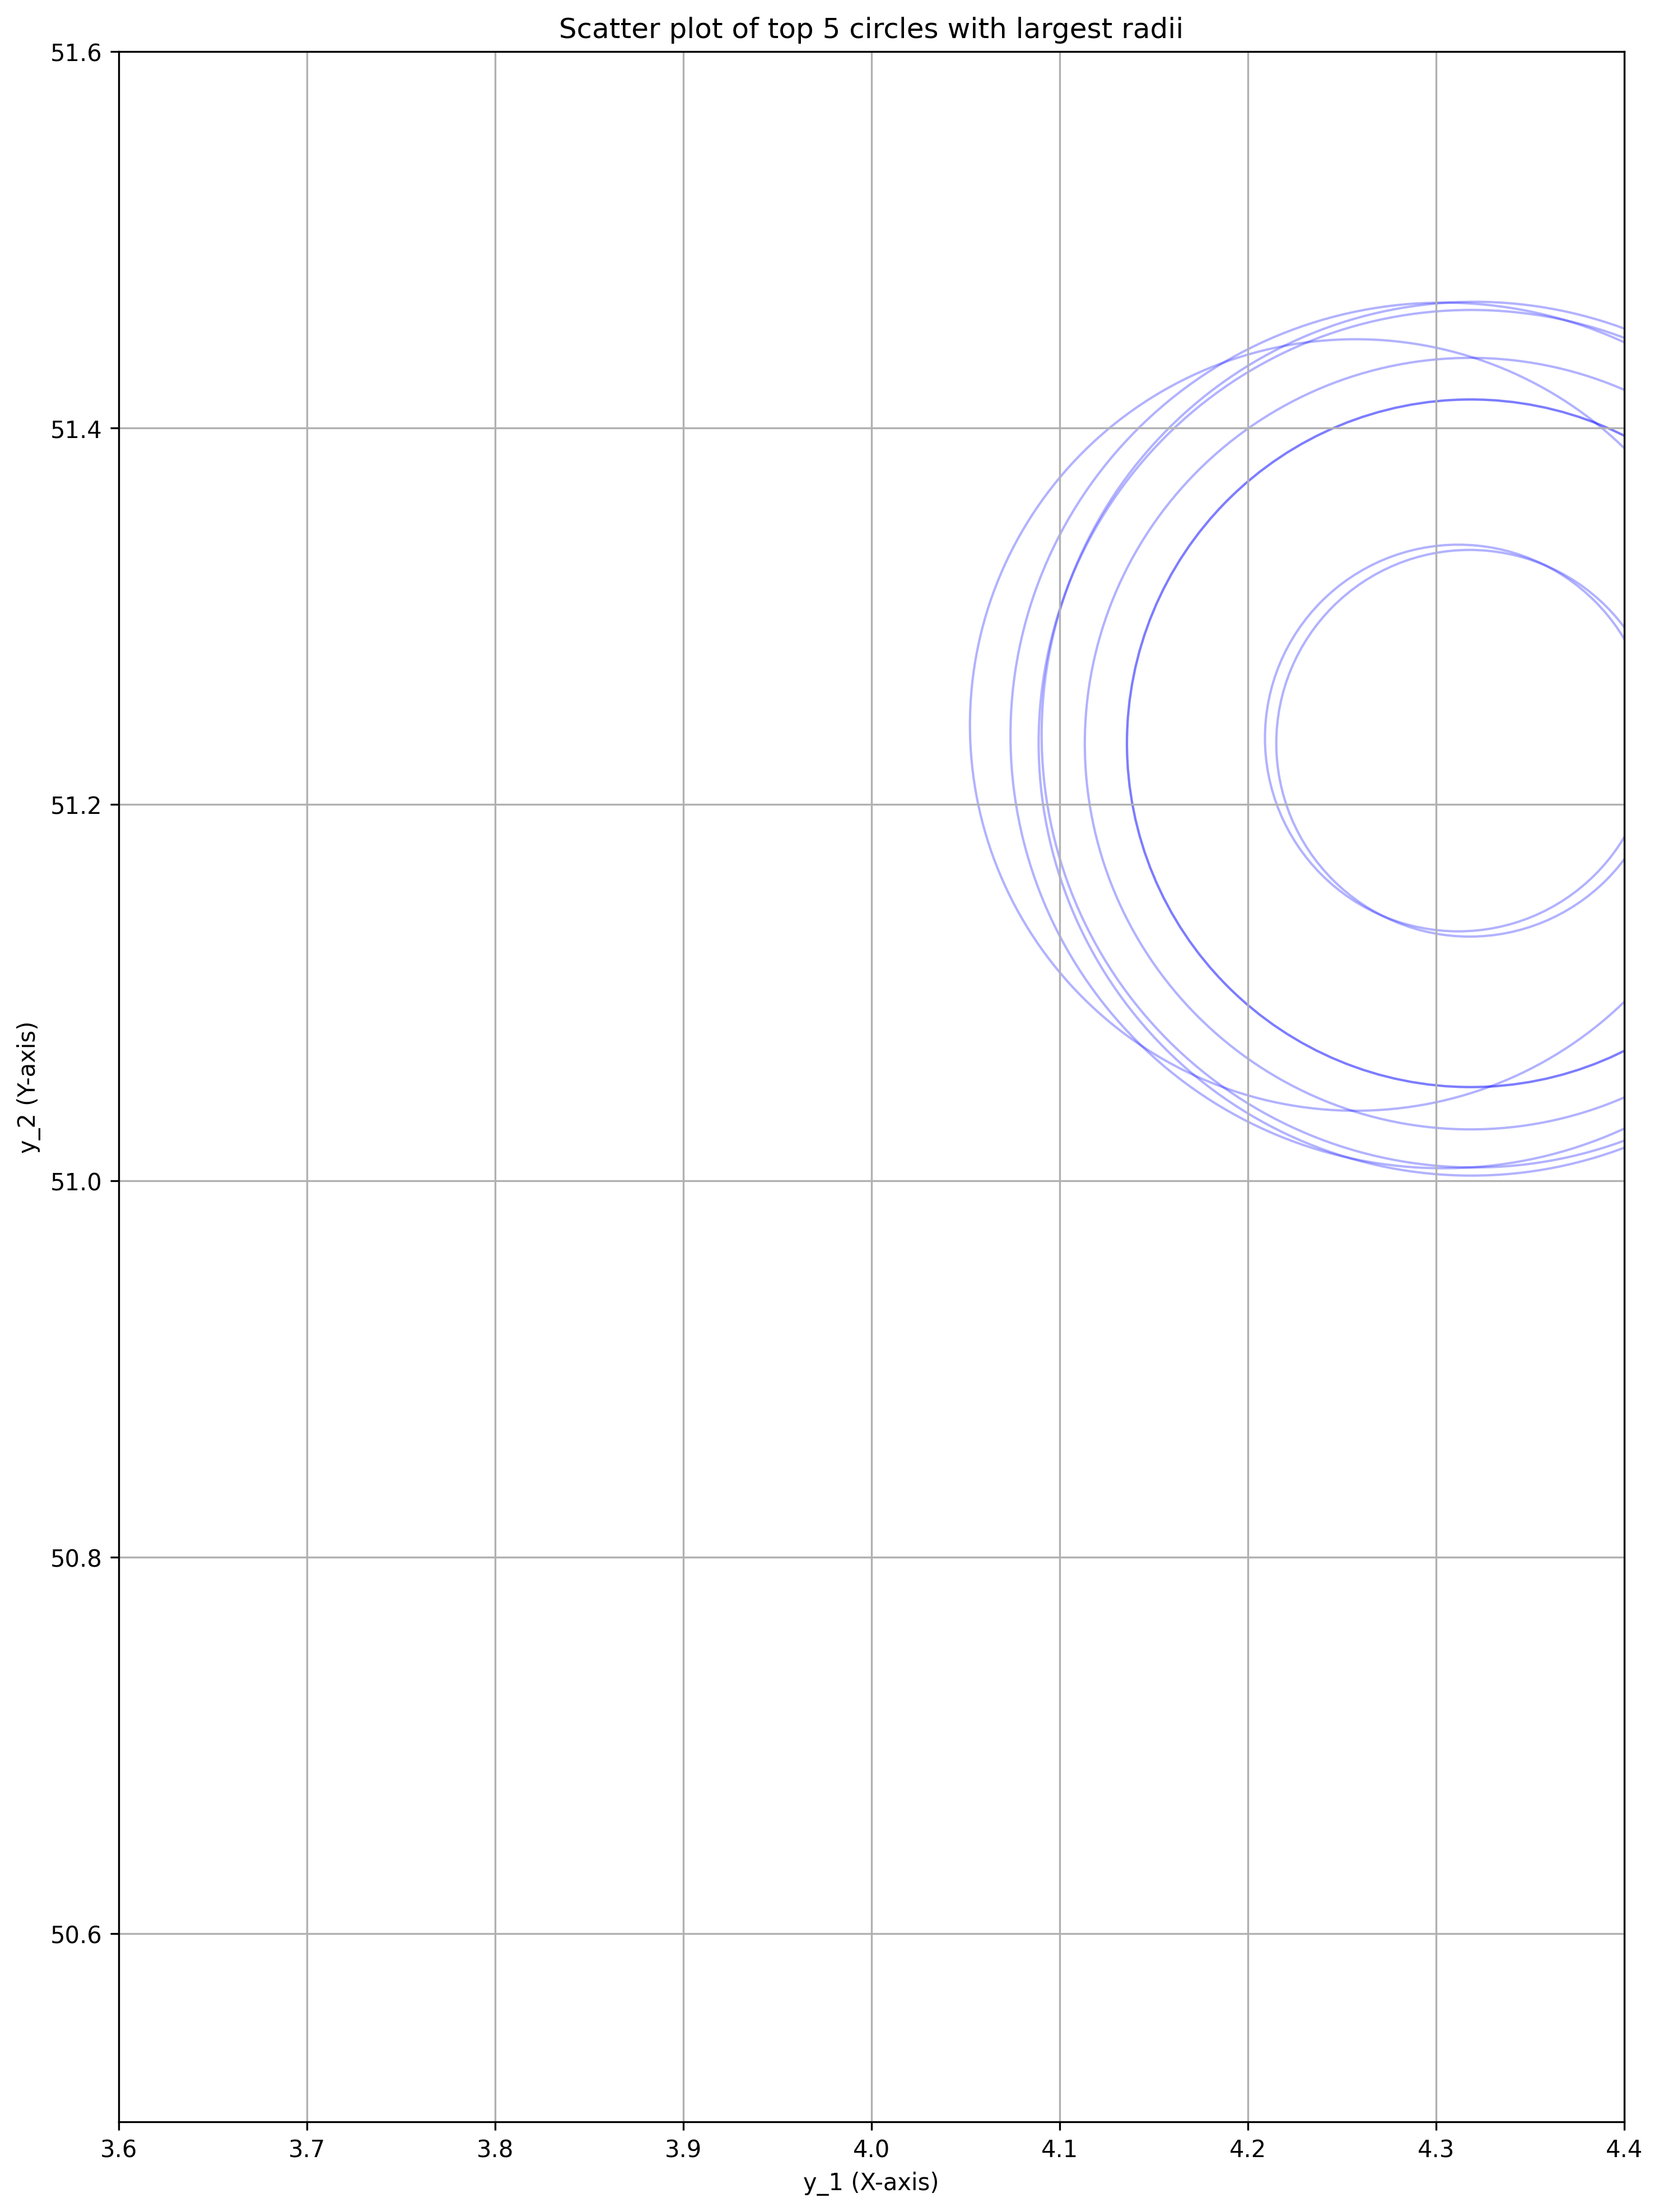 Scatter plot of top 5 circles with largest radii
51.6
51.4
51.2
51.0
50.8
50.6
y_2 (Y-axis)
3.6 3.7 3.8 3.9 4.0 4.1 4.2 4.3 4.4
y_1 (X-axis)